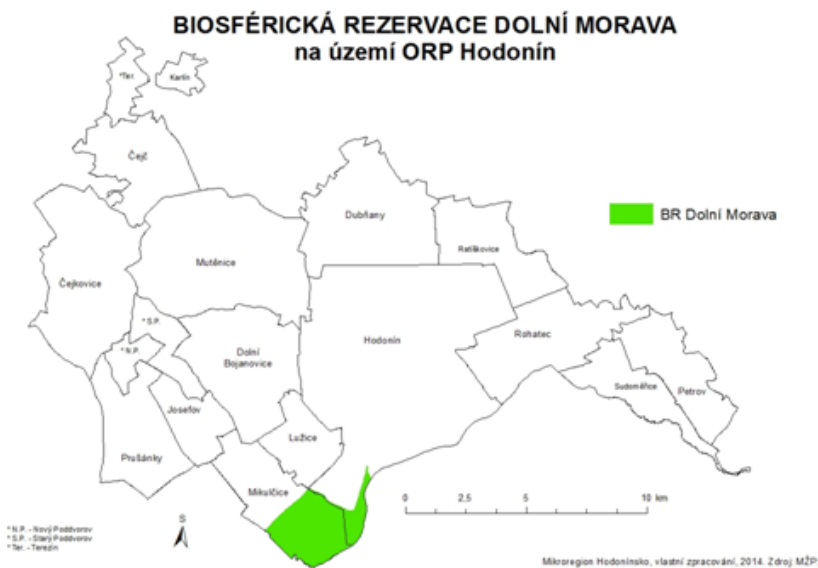 BIOSFÉRICKÁ REZERVACE DOLNÍ MORAVA
na území ORP Hodonín
*Ter.
Karlín
Čejč
Dubňany
BR Dolní Morava
Ratíškovice
Mutěnice
Čejkovice
* S.P.
Hodonín
Rohatec
* N.P.
Dolní
Bojanovice
Sudoměřice
Petrov
Josefov
Lužice
Prušánky
Mikulčice
0 2,5 5 10 km
S
* N.P. - Nový Poddvorov
* S.P. - Starý Poddvorov
* Ter. - Terezín
Mikroregion Hodonínsko, vlastní zpracování, 2014. Zdroj: MŽP.